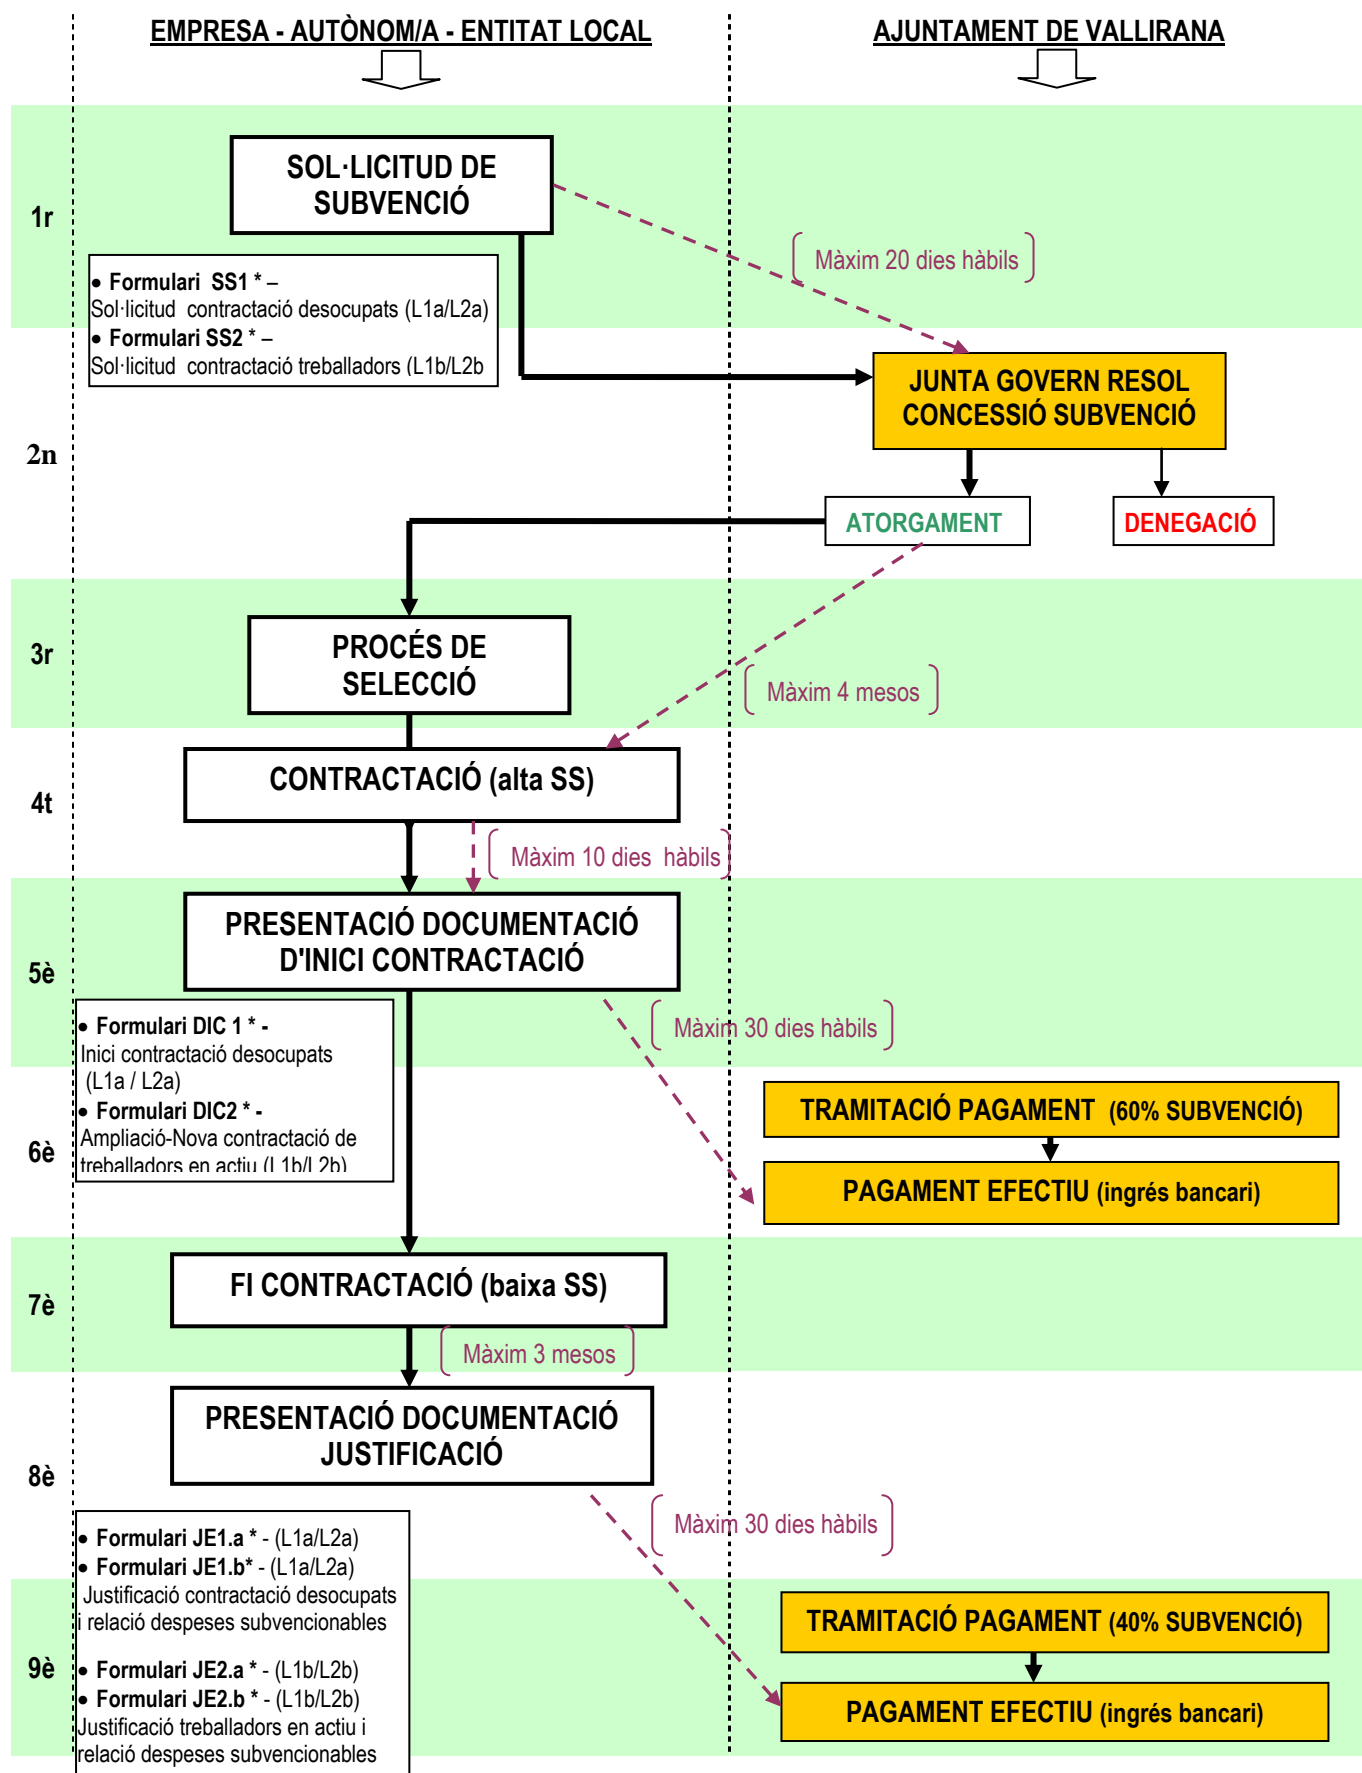 EMPRESA - AUTÒNOM/A - ENTITAT LOCAL
AJUNTAMENT DE VALLIRANA
1r
SOL·LICITUD DE
SUBVENCIÓ
Màxim 20 dies hàbils
• Formulari SS1 * –
Sol·licitud contractació desocupats (L1a/L2a)
• Formulari SS2 * –
Sol·licitud contractació treballadors (L1b/L2b
2n
JUNTA GOVERN RESOL
CONCESSIÓ SUBVENCIÓ
ATORGAMENT
DENEGACIÓ
3r
PROCÉS DE
SELECCIÓ
Màxim 4 mesos
4t
CONTRACTACIÓ (alta SS)
Màxim 10 dies hàbils
5è
PRESENTACIÓ DOCUMENTACIÓ
D'INICI CONTRACTACIÓ
Màxim 30 dies hàbils
• Formulari DIC 1 * -
Inici contractació desocupats
(L1a / L2a)
• Formulari DIC2 * -
Ampliació-Nova contractació de
treballadors en actiu (L1b/L2b)
6è
TRAMITACIÓ PAGAMENT (60% SUBVENCIÓ)
PAGAMENT EFECTIU (ingrés bancari)
7è
FI CONTRACTACIÓ (baixa SS)
Màxim 3 mesos
8è
PRESENTACIÓ DOCUMENTACIÓ
JUSTIFICACIÓ
Màxim 30 dies hàbils
• Formulari JE1.a * - (L1a/L2a)
• Formulari JE1.b* - (L1a/L2a)
Justificació contractació desocupats
i relació despeses subvencionables
9è
• Formulari JE2.a * - (L1b/L2b)
• Formulari JE2.b * - (L1b/L2b)
Justificació treballadors en actiu i
relació despeses subvencionables
TRAMITACIÓ PAGAMENT (40% SUBVENCIÓ)
PAGAMENT EFECTIU (ingrés bancari)